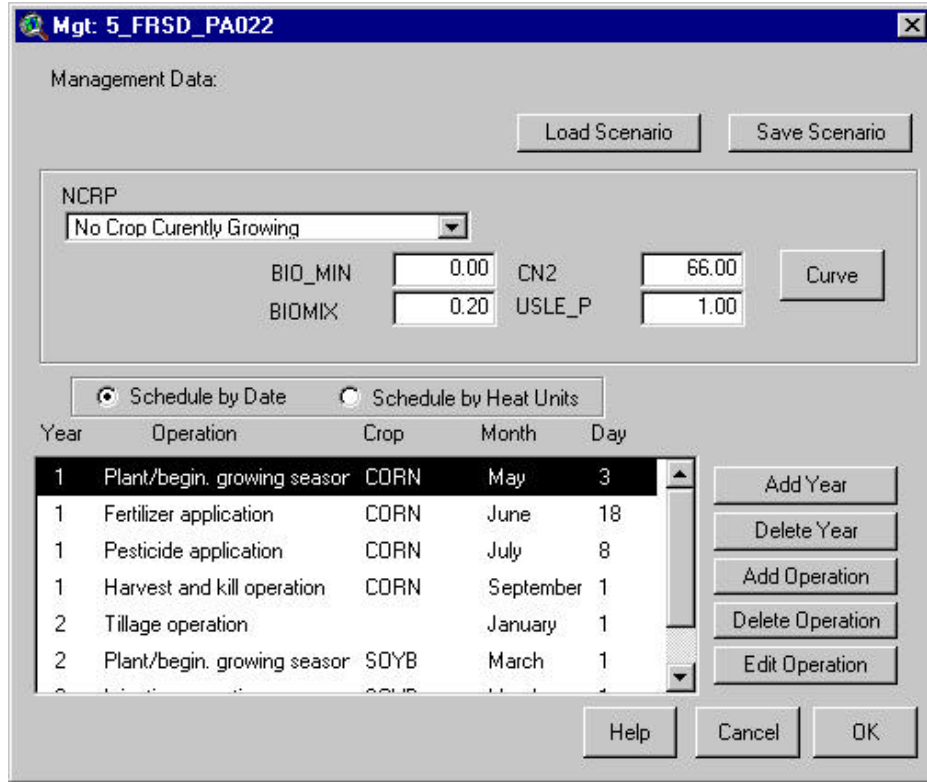 Mgt: 5_FRSD_PA022
Management Data:
Load Scenario Save Scenario
NCRP
No Crop Curently Growing
BIO_MIN 0.00 CN2 66.00 Curve
BIOMIX 0.20 USLE_P 1.00
Schedule by Date Schedule by Heat Units
Year Operation Crop Month Day
1 Plant/begin. growing seasor CORN May 3
1 Fertilizer application CORN June 18
1 Pesticide application CORN July 8
1 Harvest and kill operation CORN September 1
2 Tillage operation January 1
2 Plant/begin. growing seasor SOYB March 1
Add Year
Delete Year
Add Operation
Delete Operation
Edit Operation
Help Cancel OK